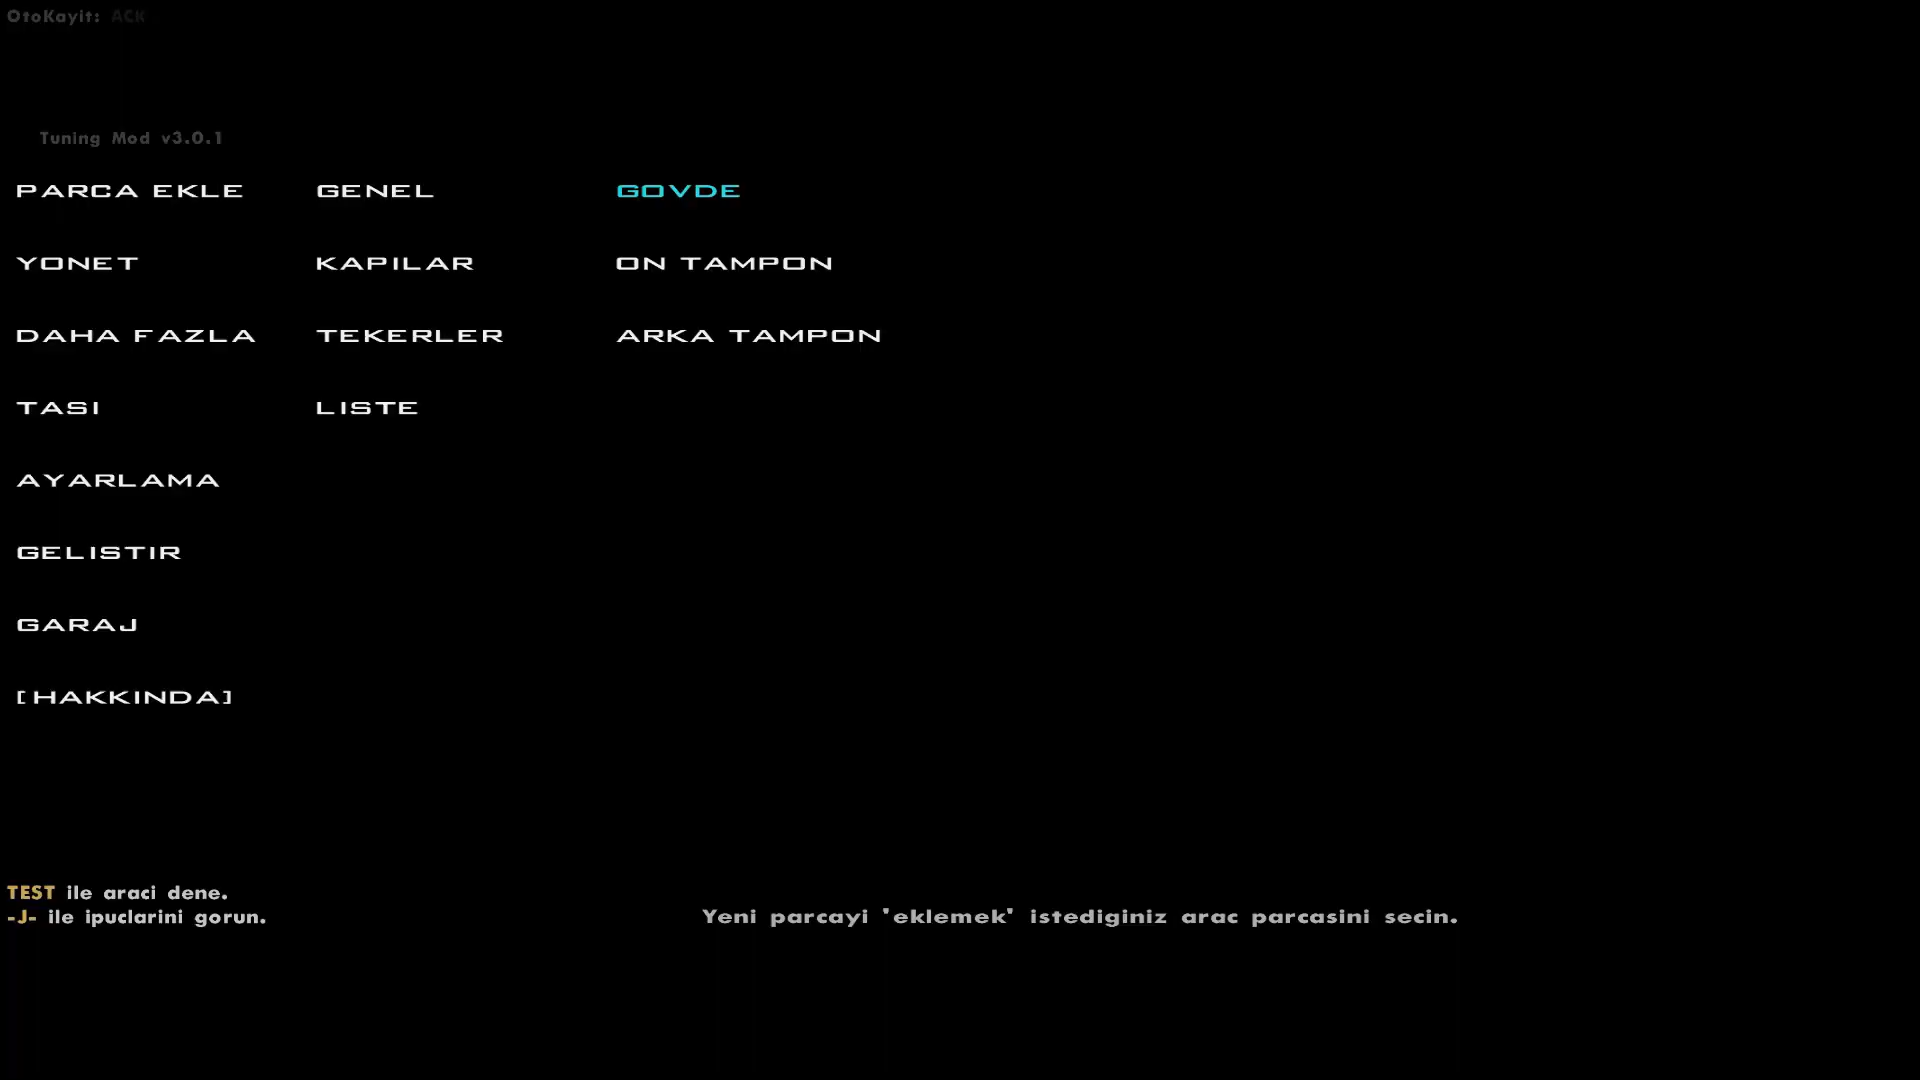 OtoKayit: ACK
Tuning Mod v3.0.1
PARCA EKLE GENEL GOVDE
YONET KAPILAR ON TAMPON
DAHA FAZLA TEKERLER ARKA TAMPON
TASI LISTE
AYARLAMA
GELISTIR
GARAJ
[HAKKINDA]
TEST ile araci dene.
-J- ile ipuclarini gorun.
Yeni parcayi 'eklemek' istediginiz arac parcasini secin.